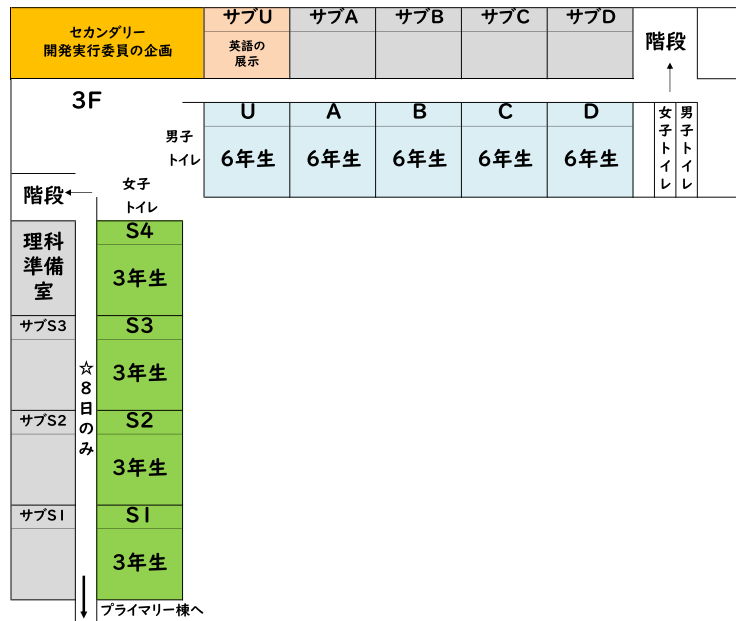 セカンダリー
開発実行委員の企画
サブU
英語の
展示
サブA
サブB
サブC
サブD
階段
3F
U
6年生
A
6年生
B
6年生
C
6年生
D
6年生
女子トイレ
男子トイレ
男子
トイレ
女子
トイレ
階段
理科
準備
室
S4
3年生
サブS3
S3
3年生
☆8日のみ
サブS2
S2
3年生
サブS1
S1
3年生
プライマリー棟へ